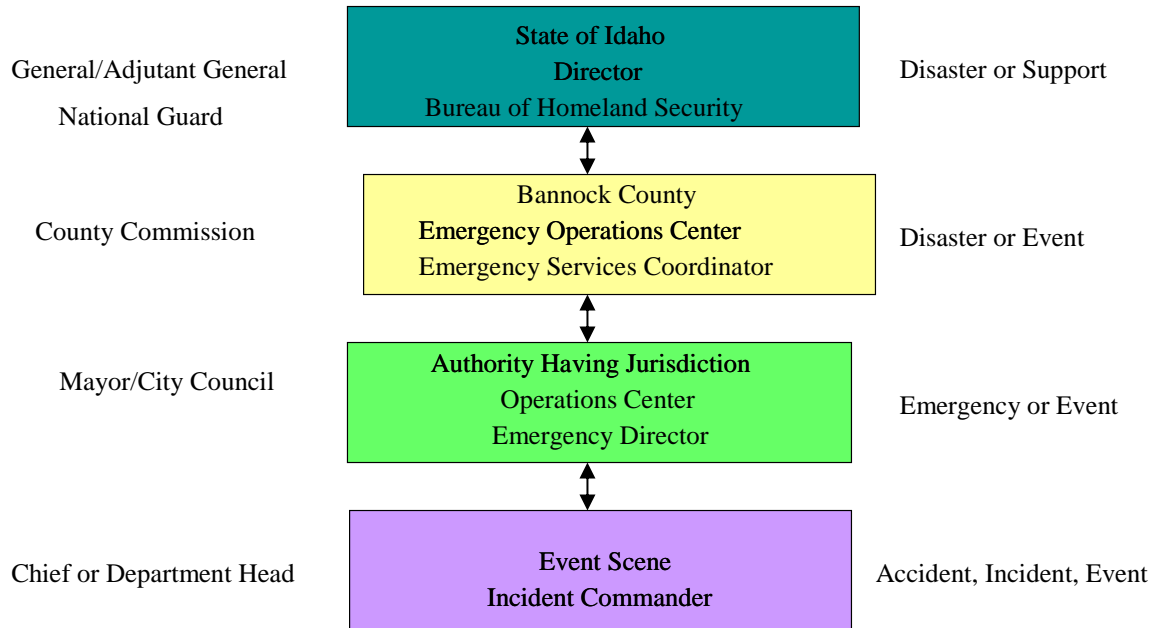 State of Idaho
General/Adjutant General
Director
Disaster or Support
National Guard
Bureau of Homeland Security
Bannock County
County Commission
Emergency Operations Center
Disaster or Event
Emergency Services Coordinator
Authority Having Jurisdiction
Mayor/City Council
Operations Center
Emergency or Event
Emergency Director
Event Scene
Chief or Department Head
Accident, Incident, Event
Incident Commander